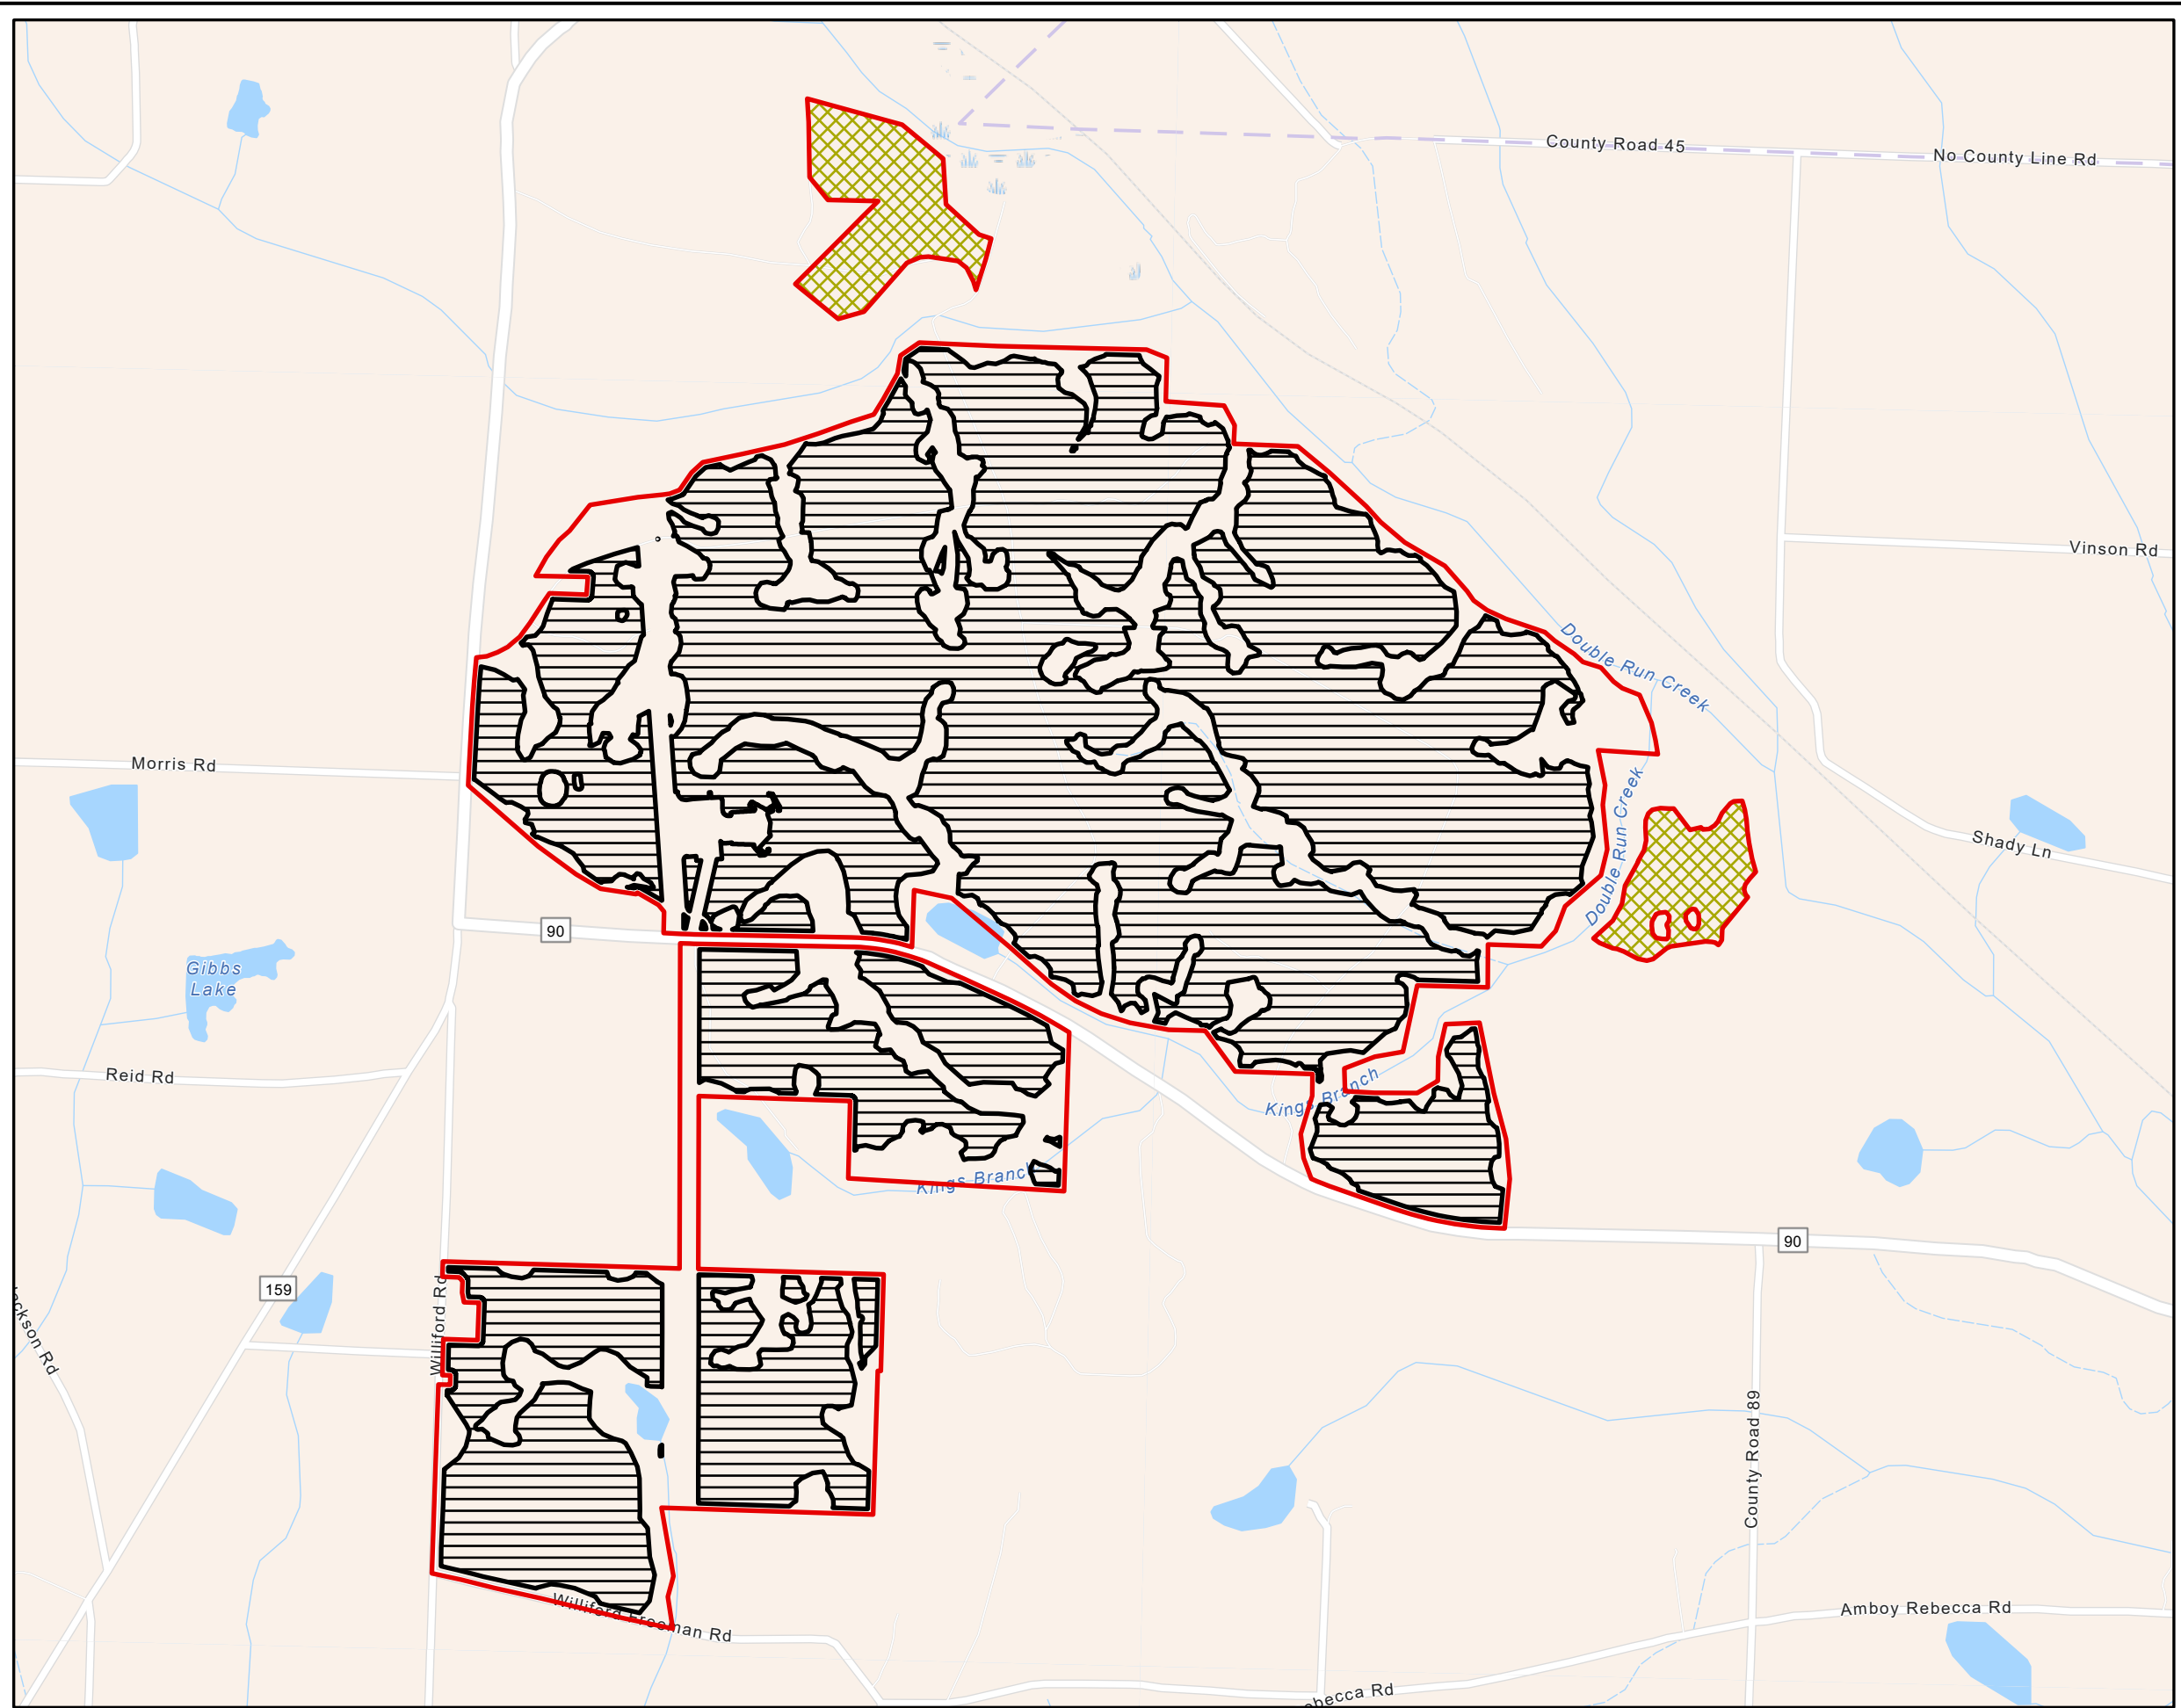 County Road 45
No County Line Rd
Vinson Rd
Double Run Creek
Morris Rd
Double Run Creek
Shady Ln
90
Gibbs
Lake
Reid Rd
Kings Branch
Kings Branch
90
159
Williford Rd
County Road 89
Williford Freeman Rd
Amboy Rebecca Rd
Rd